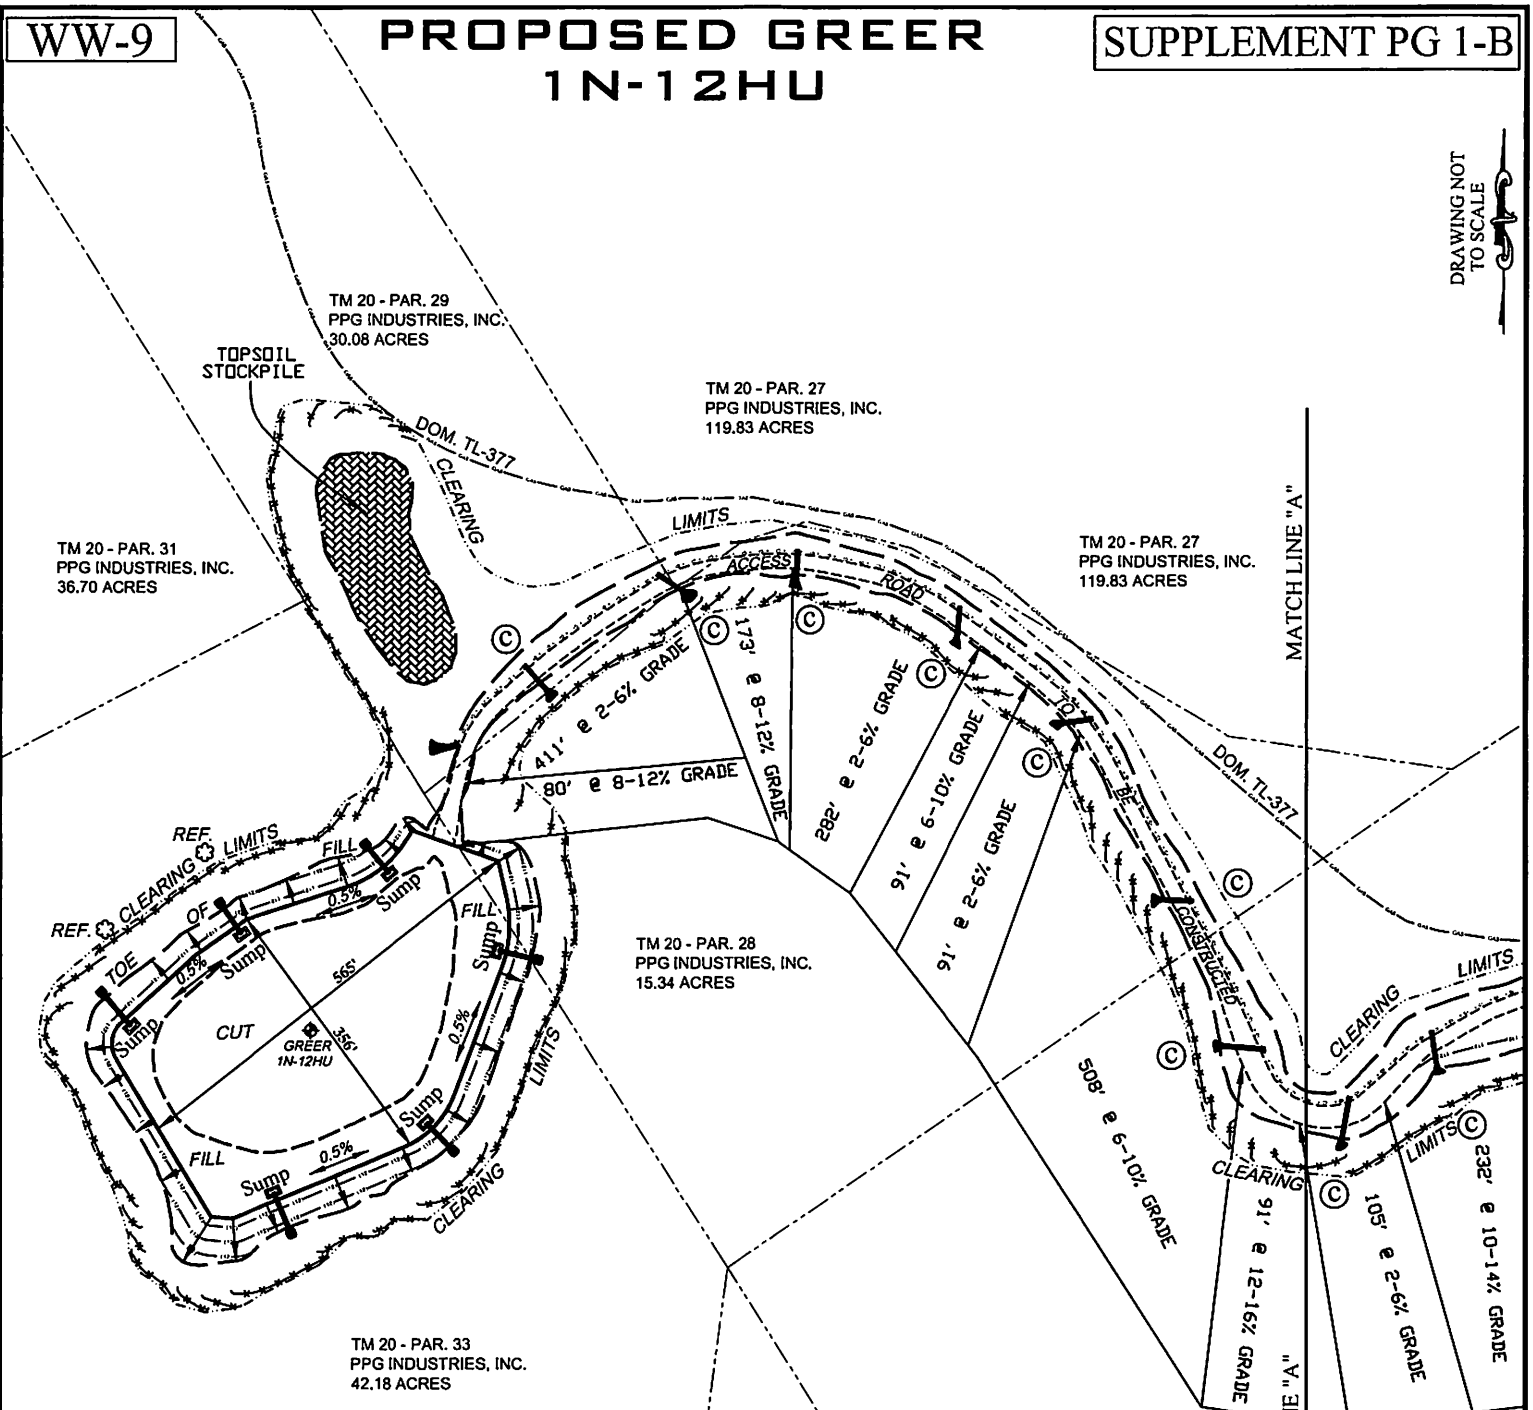 WW-9
PROPOSED GREER
1N-12HU
SUPPLEMENT PG 1-B
DRAWING NOT
TO SCALE
TM 20 - PAR. 29
PPG INDUSTRIES, INC.
30.08 ACRES
TOPSOIL
STOCKPILE
TM 20 - PAR. 27
PPG INDUSTRIES, INC.
119.83 ACRES
DOM. TL-377
CLEARING
LIMITS
MATCH LINE "A"
TM 20 - PAR. 31
PPG INDUSTRIES, INC.
36.70 ACRES
TM 20 - PAR. 27
PPG INDUSTRIES, INC.
119.83 ACRES
ACCESS ROAD TO BE CONSTRUCTED
C
C
C
C
C
C
C
C
C
411' @ 2-6% GRADE
80' @ 8-12% GRADE
173' @ 8-12% GRADE
282' @ 2-6% GRADE
91' @ 6-10% GRADE
91' @ 2-6% GRADE
508' @ 6-10% GRADE
91' @ 12-16% GRADE
105' @ 2-6% GRADE
232' @ 10-14% GRADE
DOM. TL-377
CLEARING LIMITS
CLEARING LIMITS
REF.
REF.
CLEARING LIMITS
TOE OF FILL
0.5%
Sump
0.5%
Sump
Sump
FILL
Sump
0.5%
565'
356'
CUT
GREER
1N-12HU
Sump
0.5%
Sump
FILL
LIMITS
CLEARING
TM 20 - PAR. 28
PPG INDUSTRIES, INC.
15.34 ACRES
TM 20 - PAR. 33
PPG INDUSTRIES, INC.
42.18 ACRES
"A"